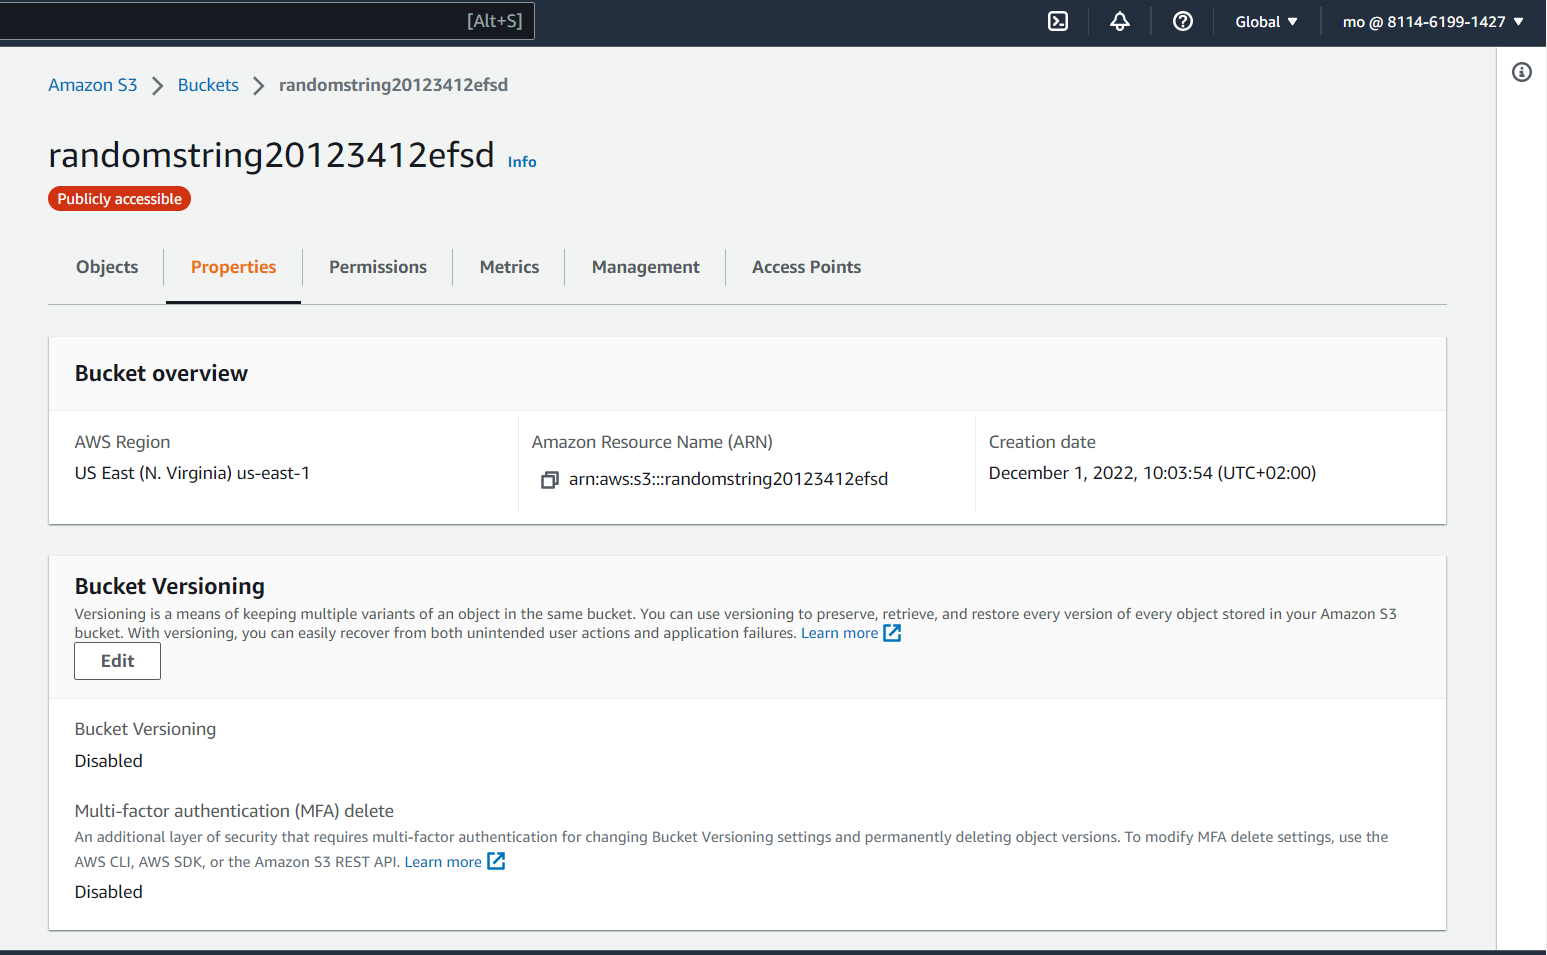 [Alt+S]
Global
mo @ 8114-6199-1427
Amazon S3
Buckets
randomstring20123412efsd
randomstring20123412efsd Info
Publicly accessible
Objects
Properties
Permissions
Metrics
Management
Access Points
Bucket overview
AWS Region
US East (N. Virginia) us-east-1
Amazon Resource Name (ARN)
arn:aws:s3:::randomstring20123412efsd
Creation date
December 1, 2022, 10:03:54 (UTC+02:00)
Bucket Versioning
Versioning is a means of keeping multiple variants of an object in the same bucket. You can use versioning to preserve, retrieve, and restore every version of every object stored in your Amazon S3
bucket. With versioning, you can easily recover from both unintended user actions and application failures. Learn more
Edit
Bucket Versioning
Disabled
Multi-factor authentication (MFA) delete
An additional layer of security that requires multi-factor authentication for changing Bucket Versioning settings and permanently deleting object versions. To modify MFA delete settings, use the
AWS CLI, AWS SDK, or the Amazon S3 REST API. Learn more
Disabled